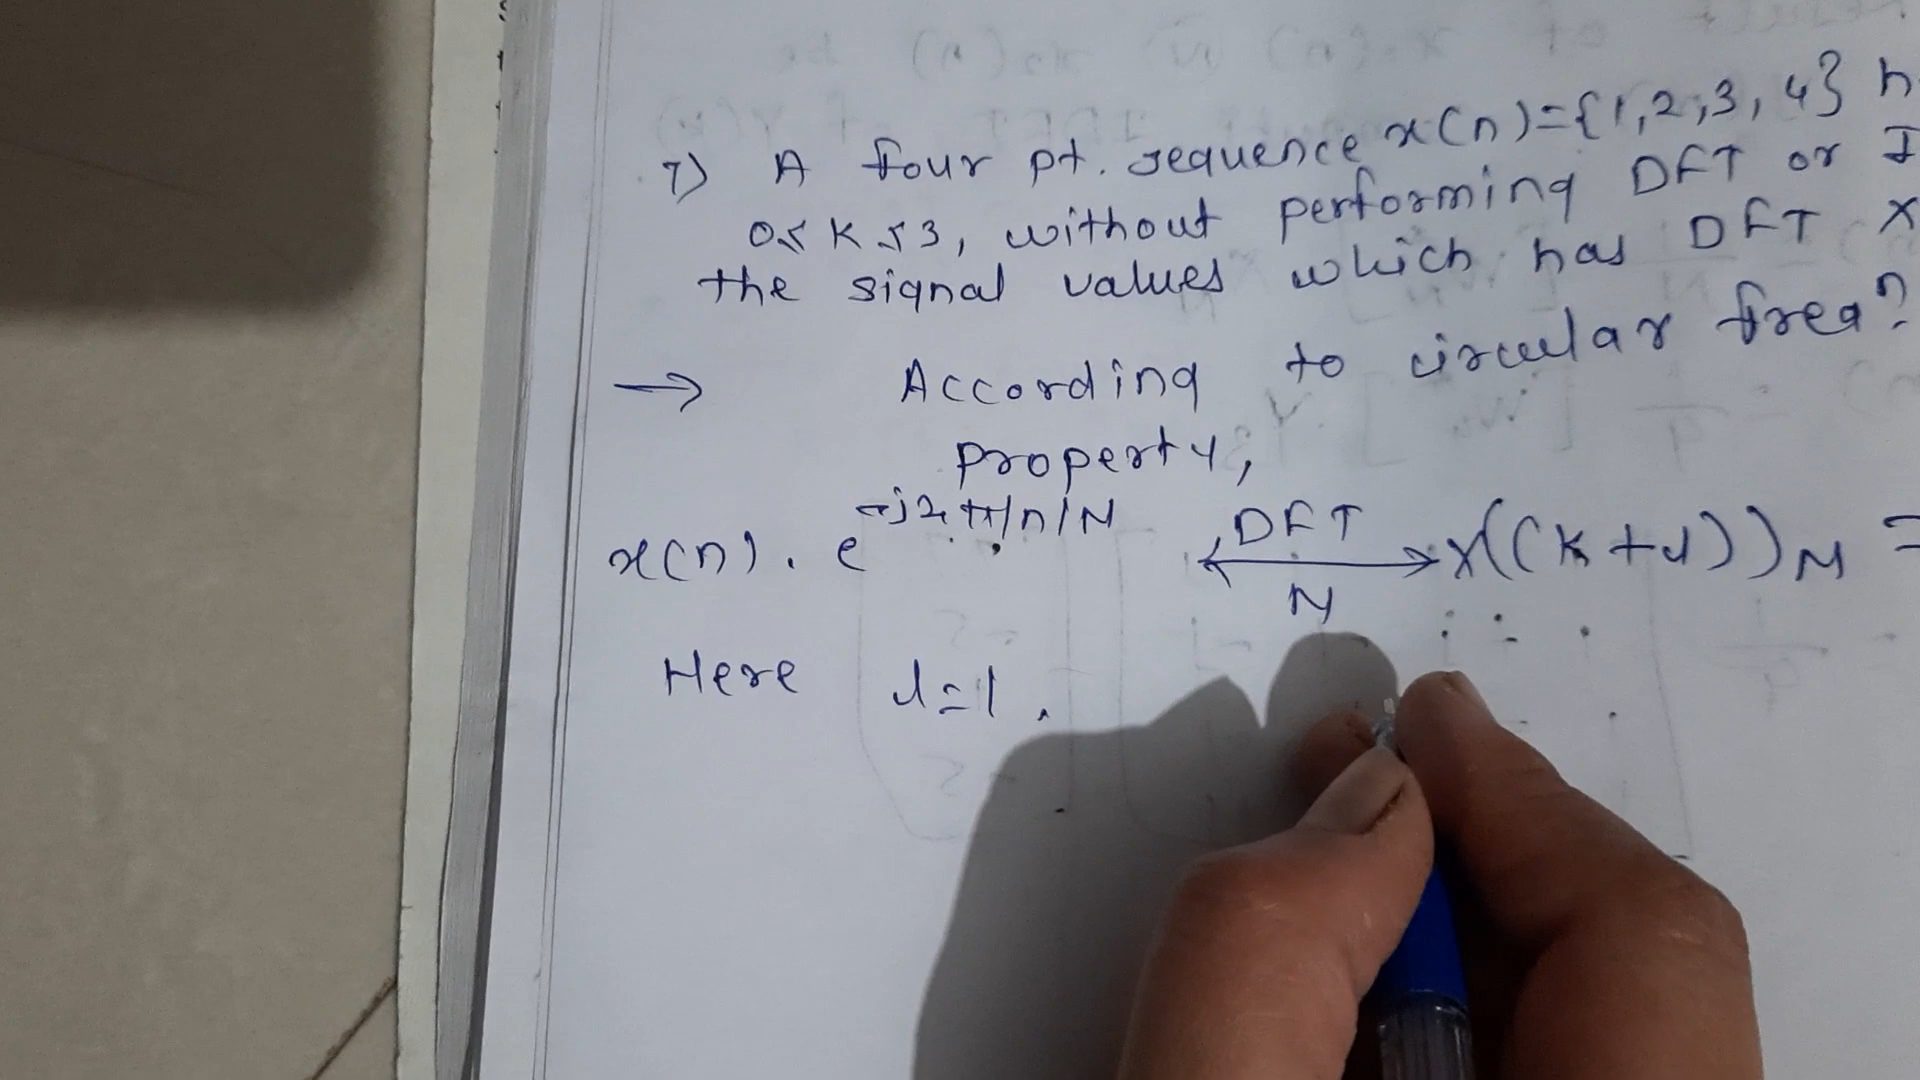 7) A four pt. sequence x(n)={1,2,3,4} h
0≤K≤3, without performing DFT or I
the signal values which has DFT X
→ According to circular freqn
property,
x(n). e^-j2πln/N DFT N x((k+l))N =
Here l=1.